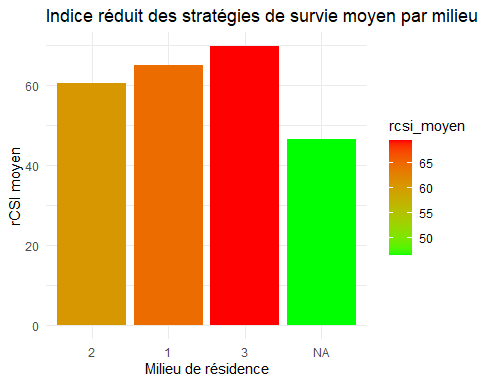 Indice réduit des stratégies de survie moyen par milieu
rCSI moyen
60
40
20
0
2 1 3 NA
Milieu de résidence
rcsi_moyen
65
60
55
50